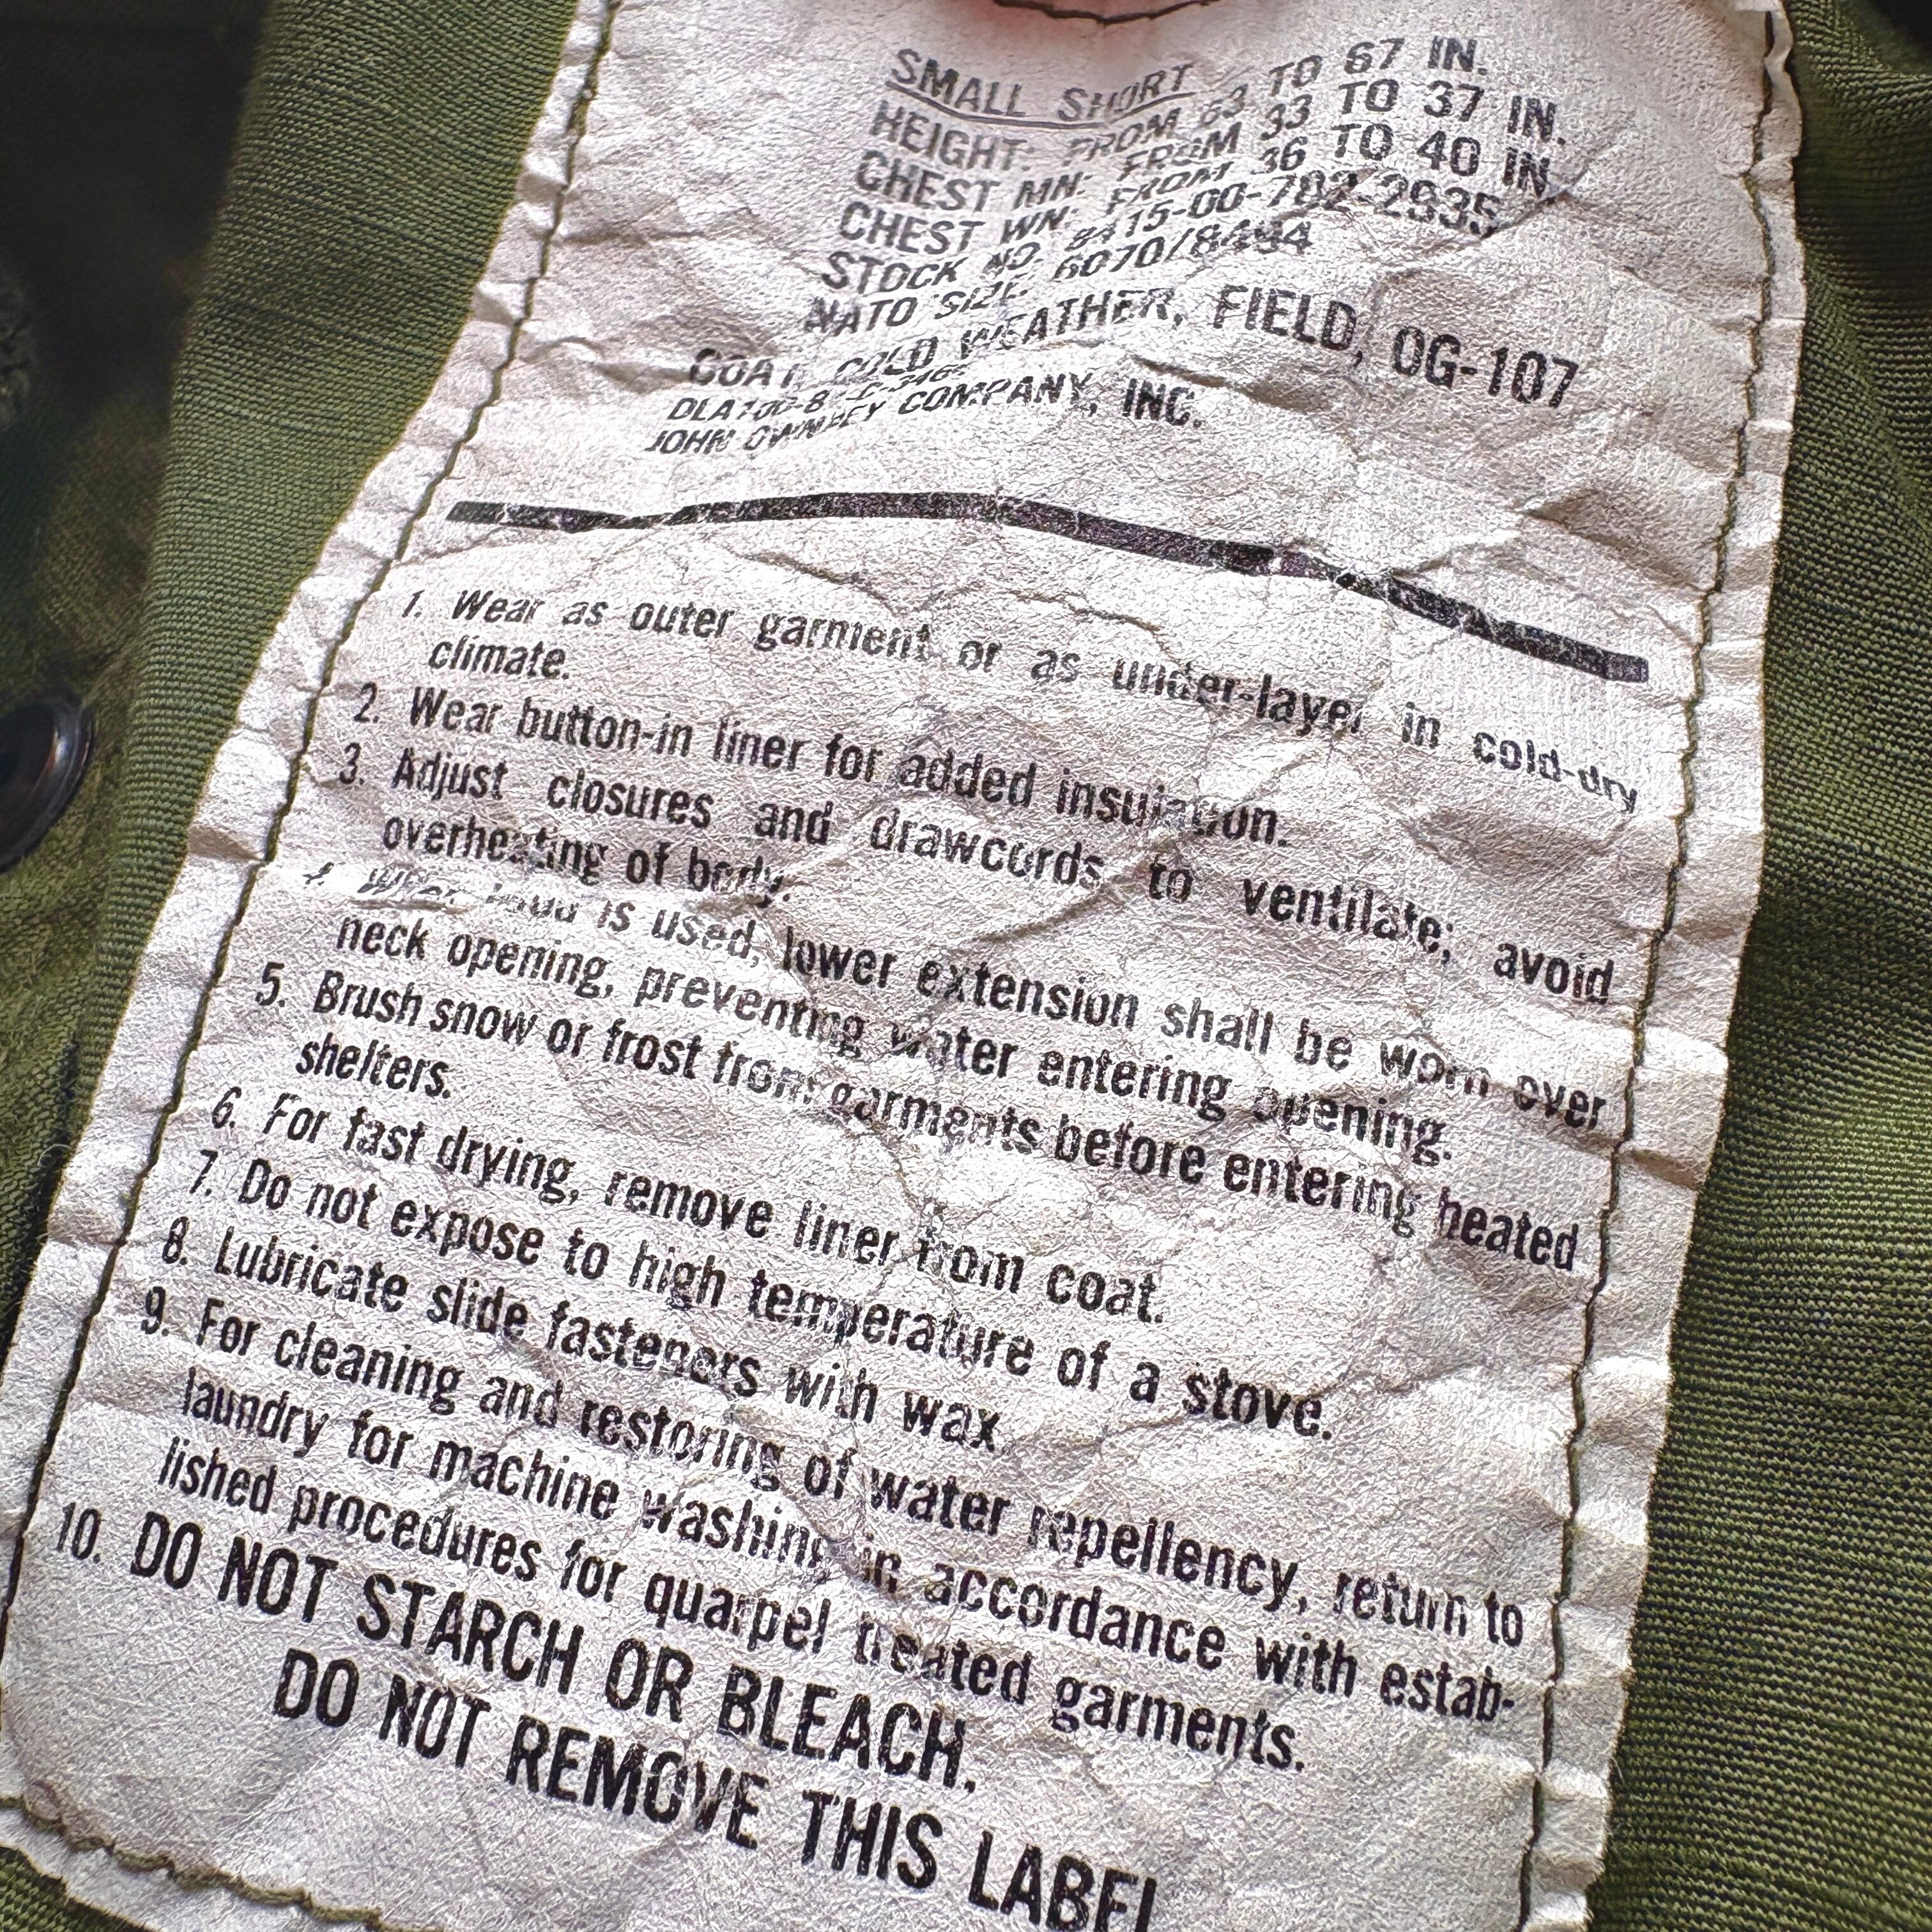 SMALL SHORT
HEIGHT: FROM 63 TO 67 IN.
CHEST MN: FROM 33 TO 37 IN.
CHEST WN: FROM 36 TO 40 IN.
STOCK NO. 8415-00-782-2935
NATO SIZE: 6070/8494
COAT, COLD WEATHER, FIELD, OG-107
JOHN OWNBEY COMPANY, INC.
1. Wear as outer garment or as under-layer in cold-dry
climate.
2. Wear button-in liner for added insulation.
3. Adjust closures and drawcords to ventilate; avoid
overheating of body.
4. When hood is used, lower extension shall be worn over
neck opening, preventing water entering opening.
5. Brush snow or frost from garments before entering heated
shelters.
6. For fast drying, remove liner from coat.
7. Do not expose to high temperature of a stove.
8. Lubricate slide fasteners with wax.
9. For cleaning and restoring of water repellency, return to
laundry for machine washing in accordance with estab-
lished procedures for quarpel treated garments.
10. DO NOT STARCH OR BLEACH.
DO NOT REMOVE THIS LABEL